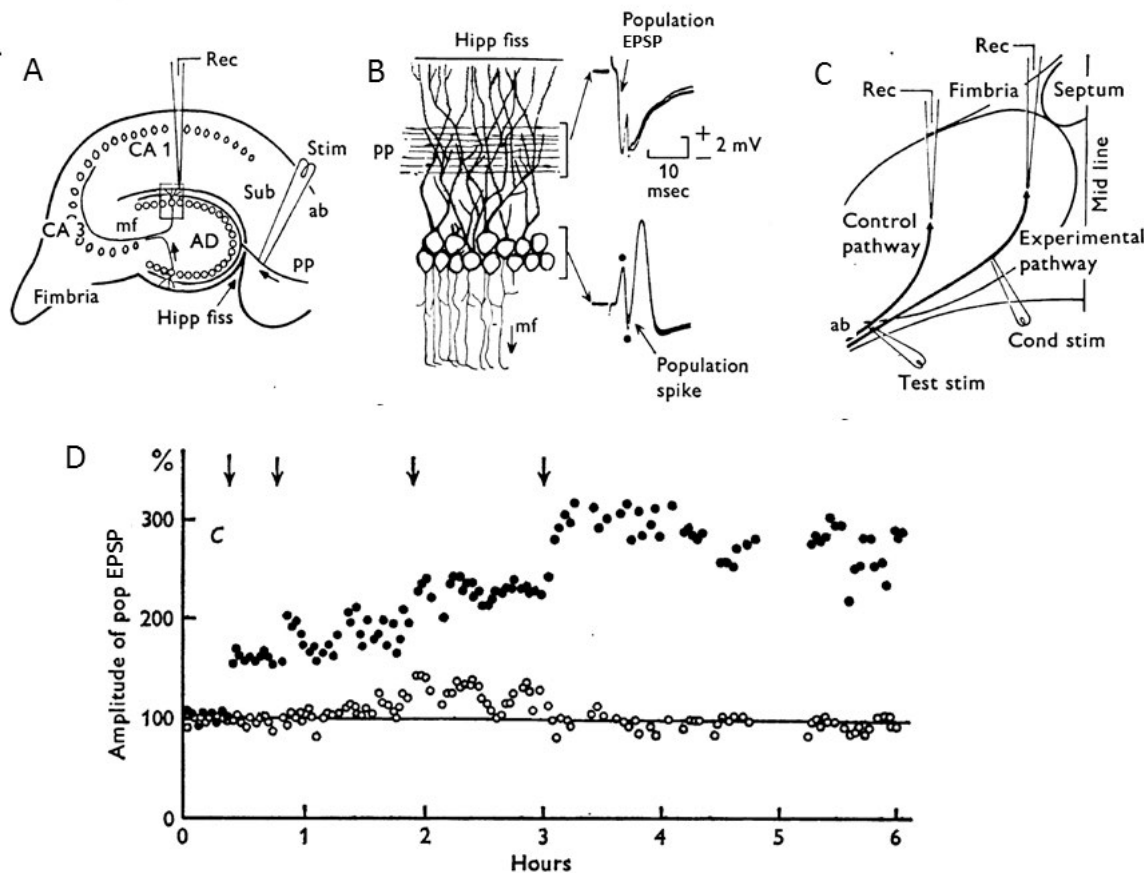 A
Rec
CA 1
Stim
Sub
ab
CA 3
mf
AD
pp
Fimbria
Hipp fiss
B
Hipp fiss
Population
EPSP
pp
+
2 mV
−
10
msec
mf
Population
spike
C
Rec
Rec
Fimbria
Septum
Mid line
Control
pathway
Experimental
pathway
ab
Cond stim
Test stim
D
%
C
300
200
100
0
Amplitude of pop EPSP
0 1 2 3 4 5 6
Hours